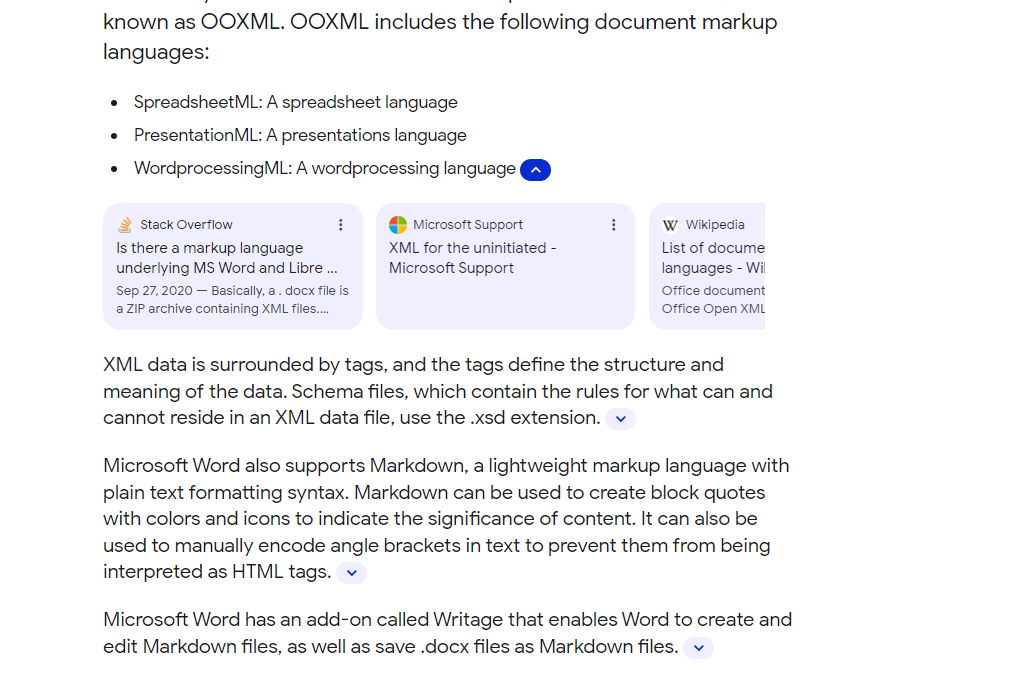 known as OOXML. OOXML includes the following document markup
languages:
• SpreadsheetML: A spreadsheet language
• PresentationML: A presentations language
• WordprocessingML: A wordprocessing language
Stack Overflow
Is there a markup language
underlying MS Word and Libre ...
Sep 27, 2020 — Basically, a . docx file is
a ZIP archive containing XML files....
Microsoft Support
XML for the uninitiated -
Microsoft Support
W Wikipedia
List of docume
languages - Wi
Office document
Office Open XML
XML data is surrounded by tags, and the tags define the structure and
meaning of the data. Schema files, which contain the rules for what can and
cannot reside in an XML data file, use the .xsd extension.
Microsoft Word also supports Markdown, a lightweight markup language with
plain text formatting syntax. Markdown can be used to create block quotes
with colors and icons to indicate the significance of content. It can also be
used to manually encode angle brackets in text to prevent them from being
interpreted as HTML tags.
Microsoft Word has an add-on called Writage that enables Word to create and
edit Markdown files, as well as save .docx files as Markdown files.